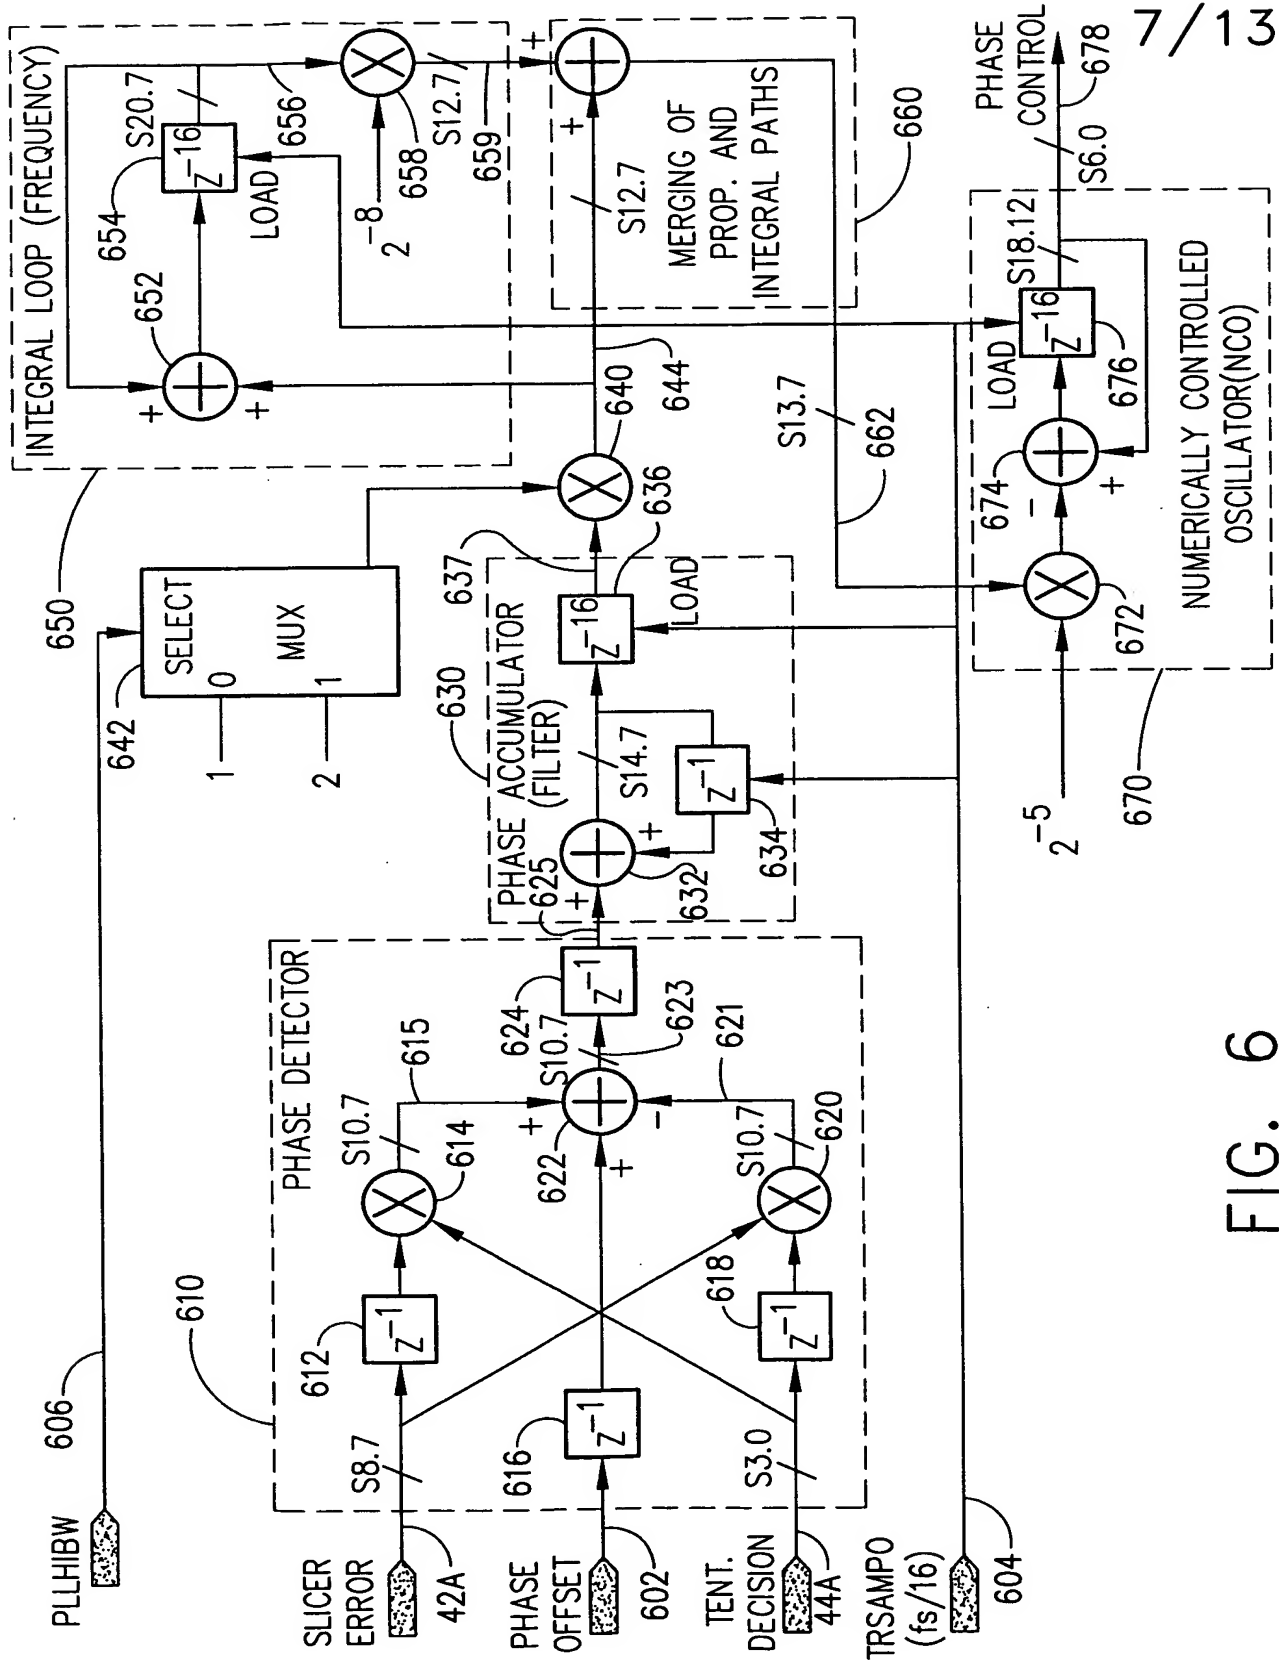 7/13
PLLHIBW
606
SLICER
ERROR
42A
PHASE
OFFSET
602
TENT.
DECISION
44A
TRSAMPO
(fs/16)
604
610
PHASE DETECTOR
S8.7
612
Z⁻¹
S10.7
614
615
616
Z⁻¹
S3.0
618
Z⁻¹
S10.7
620
621
622
+
+
-
S10.7
623
624
Z⁻¹
625
630
PHASE ACCUMULATOR
(FILTER)
+
+
632
S14.7
634
Z⁻¹
636
Z⁻¹⁶
LOAD
637
640
642
SELECT
0
MUX
1
1
2
644
650
INTEGRAL LOOP (FREQUENCY)
652
+
+
654
Z⁻¹⁶
LOAD
S20.7
656
2⁻⁸
658
S12.7
659
+
+
S12.7
MERGING OF
PROP. AND
INTEGRAL PATHS
660
S13.7
662
670
2⁻⁵
672
674
-
+
LOAD
Z⁻¹⁶
676
S18.12
NUMERICALLY CONTROLLED
OSCILLATOR(NCO)
S6.0
PHASE
CONTROL
678
FIG. 6